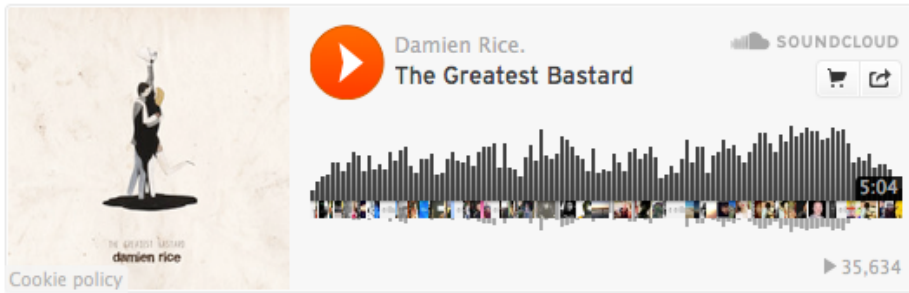 THE GREATEST BASTARD
damien rice
Cookie policy
Damien Rice.
The Greatest Bastard
SOUNDCLOUD
5:04
35,634